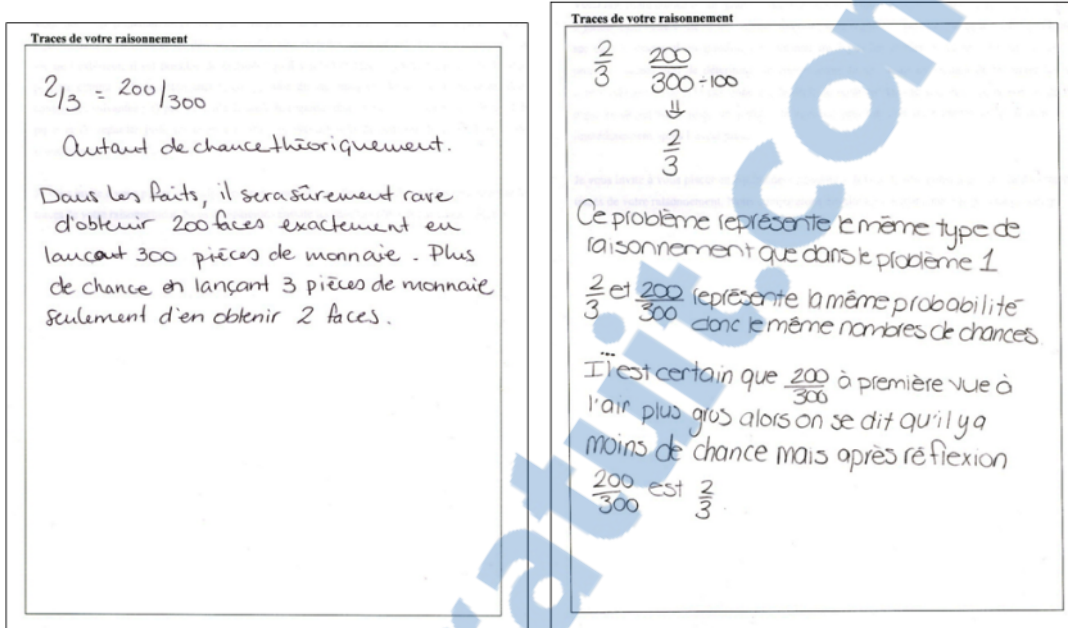 Traces de votre raisonnement
2/3 = 200/300
Autant de chance théoriquement.
Dans les faits, il sera sûrement rare
d'obtenir 200 faces exactement en
lançant 300 pièces de monnaie. Plus
de chance en lançant 3 pièces de monnaie
seulement d'en obtenir 2 faces.
Traces de votre raisonnement
2/3 200/300 ÷100
⇓
2/3
Ce problème représente le même type de
raisonnement que dans le problème 1
2/3 et 200/300 représente la même probabilité
donc le même nombres de chances.
...
Il est certain que 200/300 à première vue à
l'air plus gros alors on se dit qu'il y a
moins de chance mais après réflexion
200/300 est 2/3
atuit.con